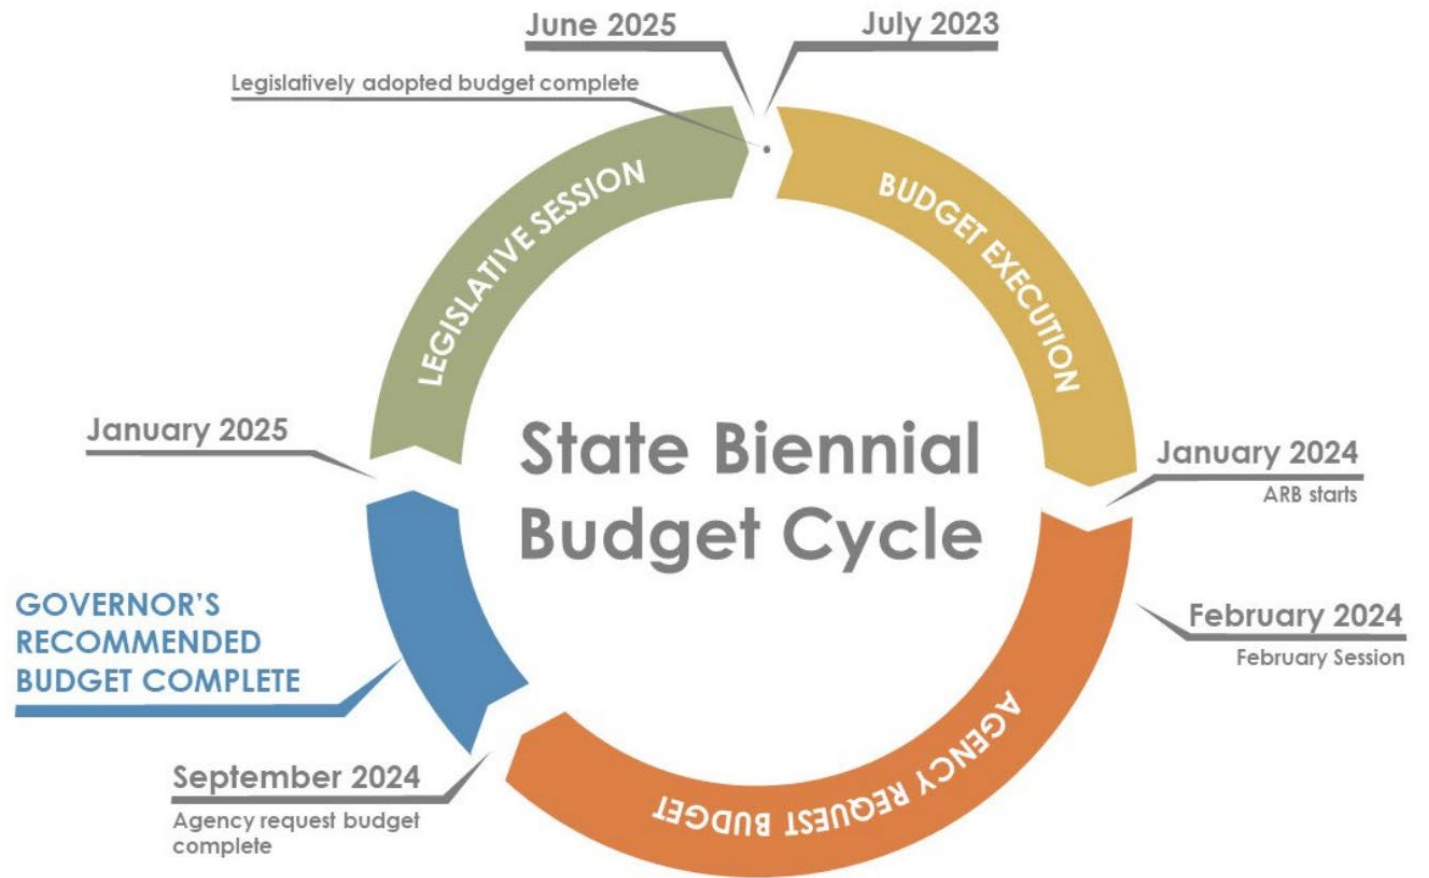 June 2025
July 2023
Legislatively adopted budget complete
LEGISLATIVE SESSION
BUDGET EXECUTION
State Biennial
Budget Cycle
January 2025
January 2024
ARB starts
GOVERNOR'S
RECOMMENDED
BUDGET COMPLETE
February 2024
February Session
AGENCY REQUEST BUDGET
September 2024
Agency request budget
complete